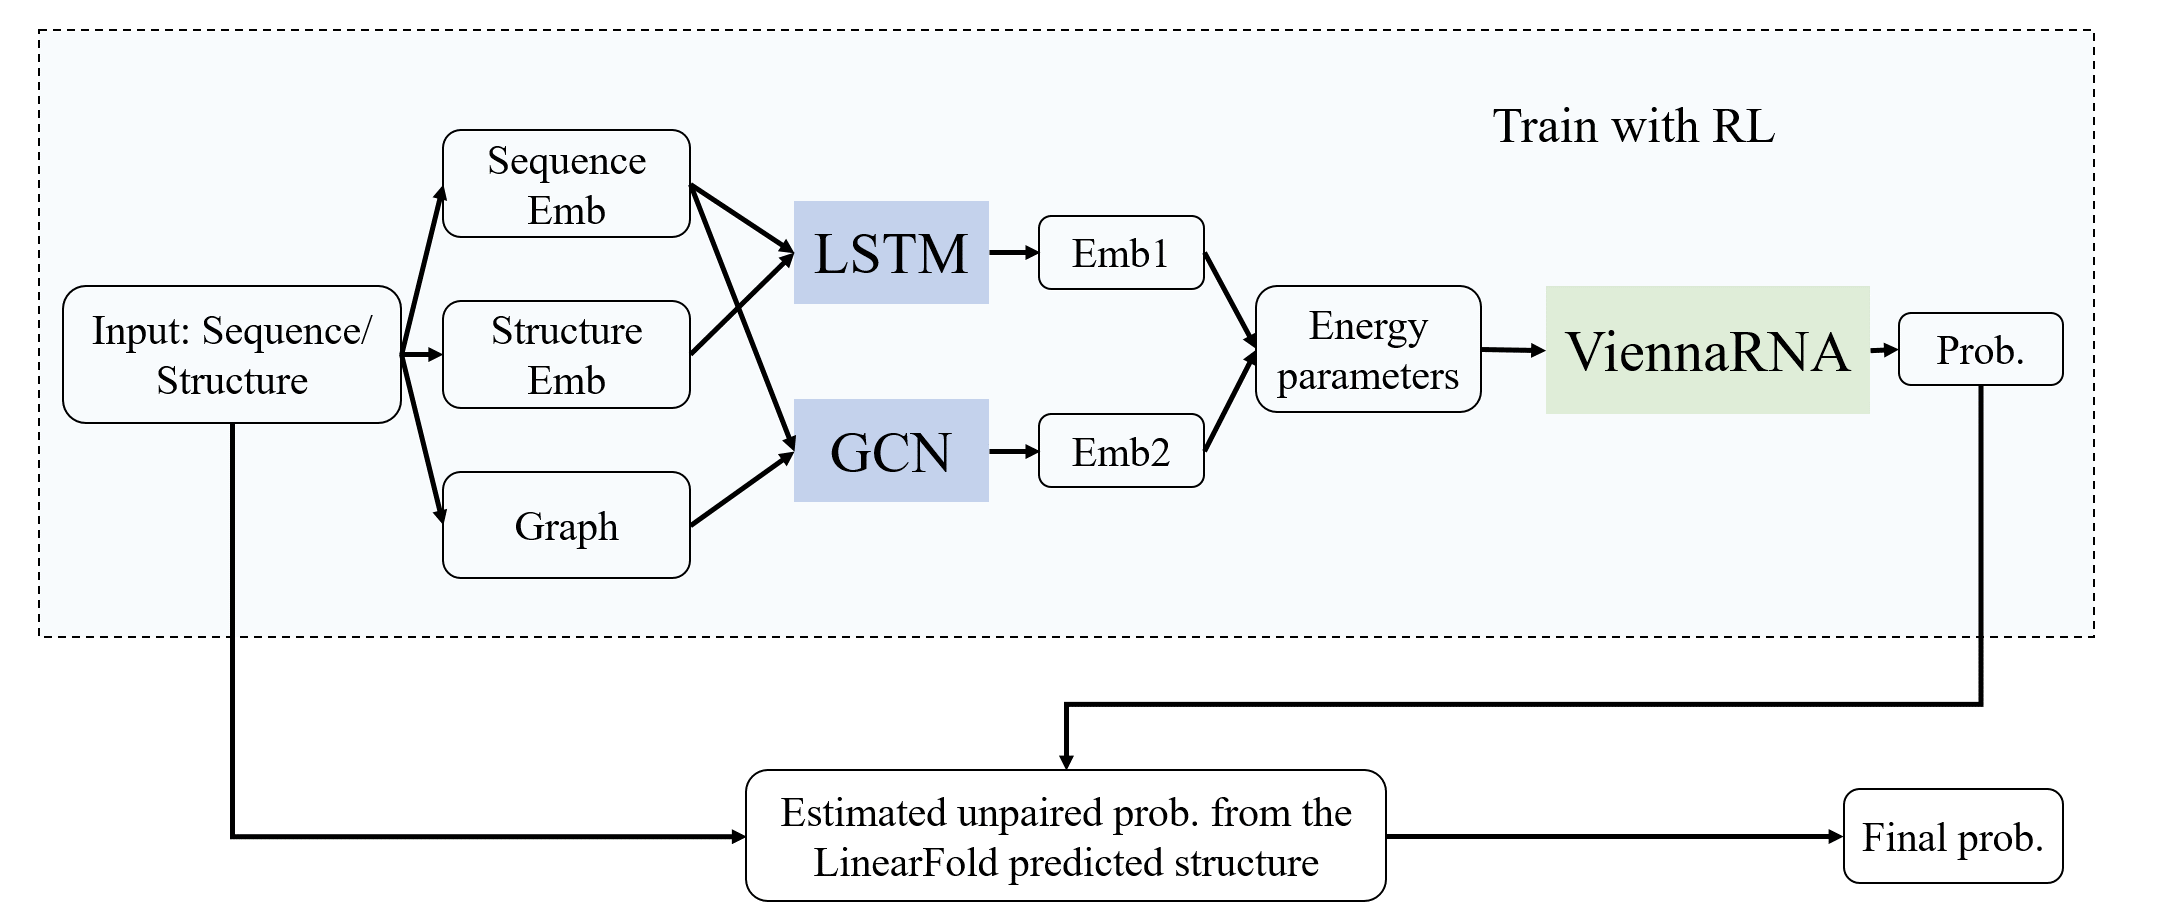 Train with RL
Sequence
Emb
LSTM
Emb1
Input: Sequence/
Structure
Structure
Emb
Energy
parameters
ViennaRNA
Prob.
GCN
Emb2
Graph
Estimated unpaired prob. from the
LinearFold predicted structure
Final prob.